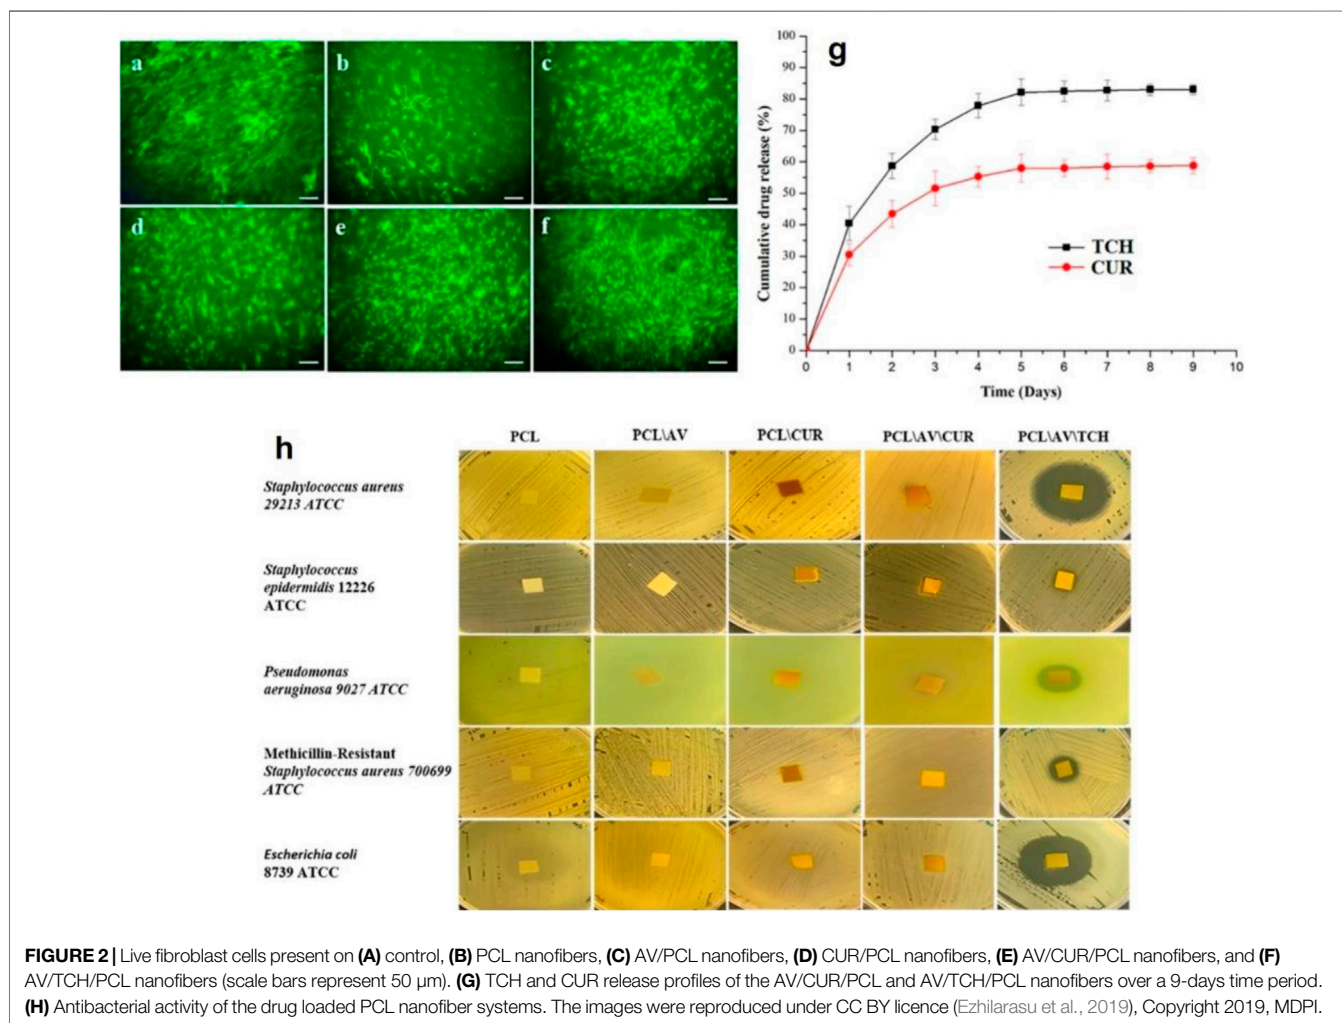 a
b
c
d
e
f
g
100
90
80
70
60
50
40
30
20
10
0
Cumulative drug release (%)
TCH
CUR
0 1 2 3 4 5 6 7 8 9 10
Time (Days)
h
PCL PCL\AV PCL\CUR PCL\AV\CUR PCL\AV\TCH
Staphylococcus aureus
29213 ATCC
Staphylococcus
epidermidis 12226
ATCC
Pseudomonas
aeruginosa 9027 ATCC
Methicillin-Resistant
Staphylococcus aureus 700699
ATCC
Escherichia coli
8739 ATCC
FIGURE 2 | Live fibroblast cells present on (A) control, (B) PCL nanofibers, (C) AV/PCL nanofibers, (D) CUR/PCL nanofibers, (E) AV/CUR/PCL nanofibers, and (F)
AV/TCH/PCL nanofibers (scale bars represent 50 μm). (G) TCH and CUR release profiles of the AV/CUR/PCL and AV/TCH/PCL nanofibers over a 9-days time period.
(H) Antibacterial activity of the drug loaded PCL nanofiber systems. The images were reproduced under CC BY licence (Ezhilarasu et al., 2019), Copyright 2019, MDPI.